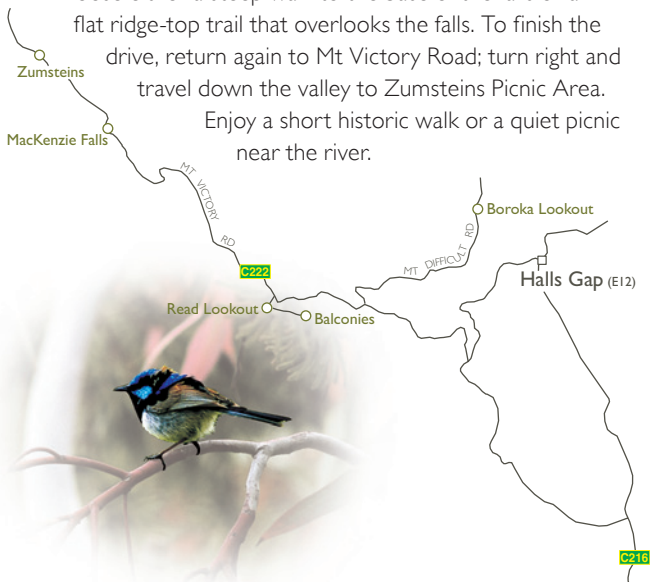 flat ridge-top trail that overlooks the falls. To finish the
drive, return again to Mt Victory Road; turn right and
travel down the valley to Zumsteins Picnic Area.
Enjoy a short historic walk or a quiet picnic
near the river.
Zumsteins
MacKenzie Falls
MT VICTORY RD
C222
Boroka Lookout
MT DIFFICULT RD
Halls Gap (E12)
Read Lookout
Balconies
C216